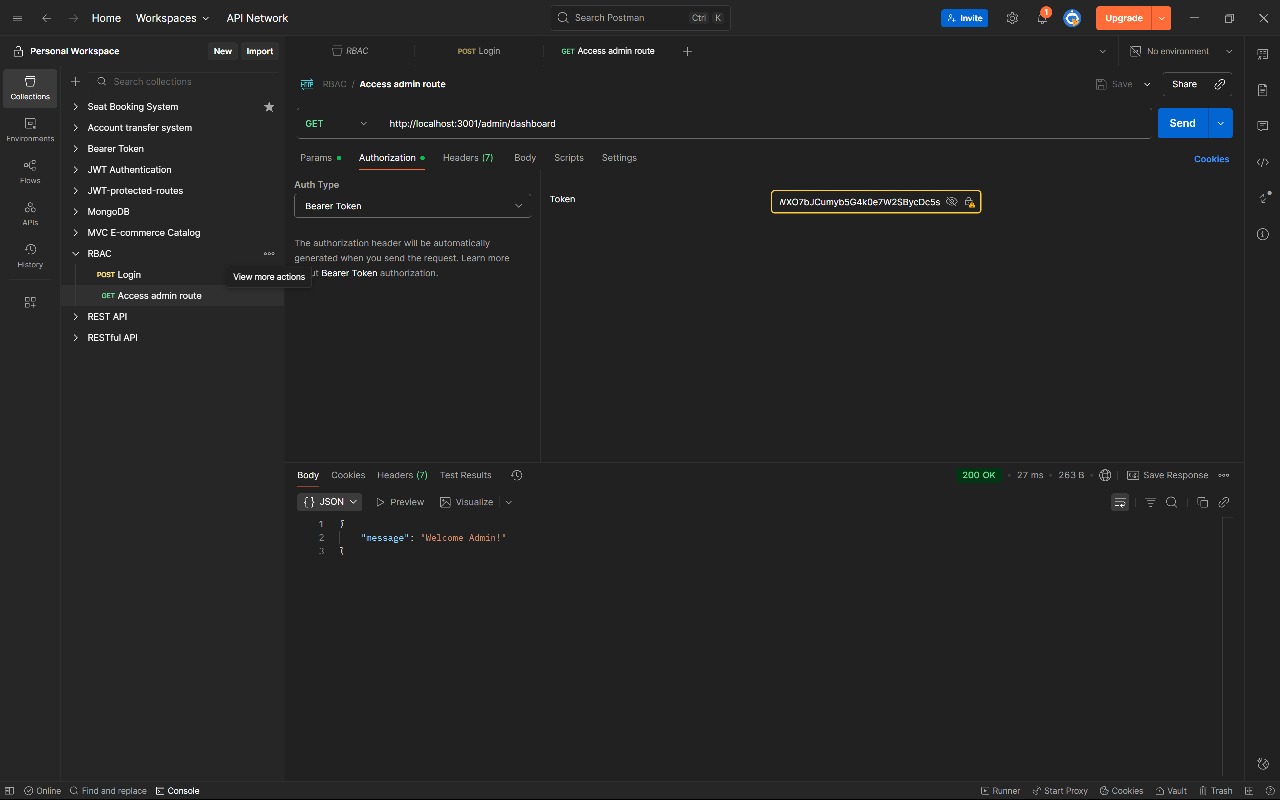 Home Workspaces API Network Search Postman Ctrl K Invite 1 Upgrade
Personal Workspace New Import RBAC POST Login GET Access admin route No environment
Search collections
Collections
Environments
Flows
APIs
History
Seat Booking System
Account transfer system
Bearer Token
JWT Authentication
JWT-protected-routes
MongoDB
MVC E-commerce Catalog
RBAC
POST Login
View more actions
GET Access admin route
REST API
RESTful API
HTTP RBAC / Access admin route Save Share
GET http://localhost:3001/admin/dashboard Send
Params Authorization Headers (7) Body Scripts Settings Cookies
Auth Type
Bearer Token
The authorization header will be automatically
generated when you send the request. Learn more
Bearer Token authorization.
Token
Body Cookies Headers (7) Test Results 200 OK 27 ms 263 B Save Response
{ } JSON Preview Visualize
1 {
2 "message": "Welcome Admin!"
3 }
Online Find and replace Console Runner Start Proxy Cookies Vault Trash